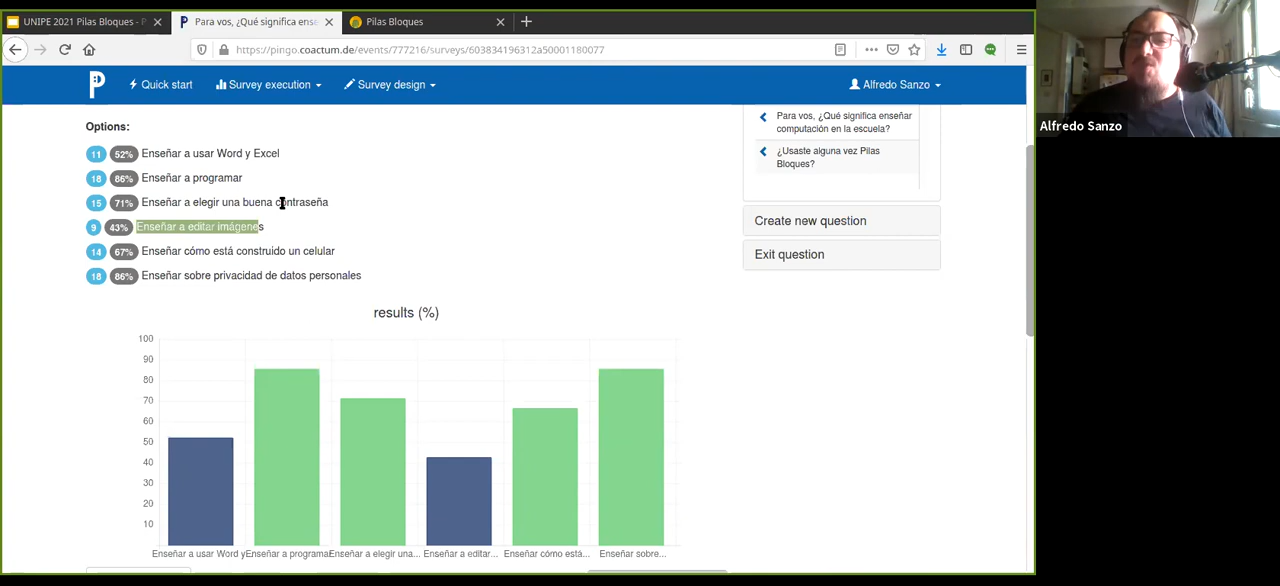 UNIPE 2021 Pilas Bloques - P
Para vos, ¿Qué significa ense
Pilas Bloques
https://pingo.coactum.de/events/777216/surveys/603834196312a50001180077
Quick start
Survey execution
Survey design
Alfredo Sanzo
Alfredo Sanzo
Para vos, ¿Qué significa enseñar
computación en la escuela?
¿Usaste alguna vez Pilas
Bloques?
Create new question
Exit question
Options:
11 52% Enseñar a usar Word y Excel
18 86% Enseñar a programar
15 71% Enseñar a elegir una buena contraseña
9 43% Enseñar a editar imágenes
14 67% Enseñar cómo está construido un celular
18 86% Enseñar sobre privacidad de datos personales
results (%)
100
90
80
70
60
50
40
30
20
10
Enseñar a usar Word y
Enseñar a programar
Enseñar a elegir una...
Enseñar a editar...
Enseñar cómo está...
Enseñar sobre...